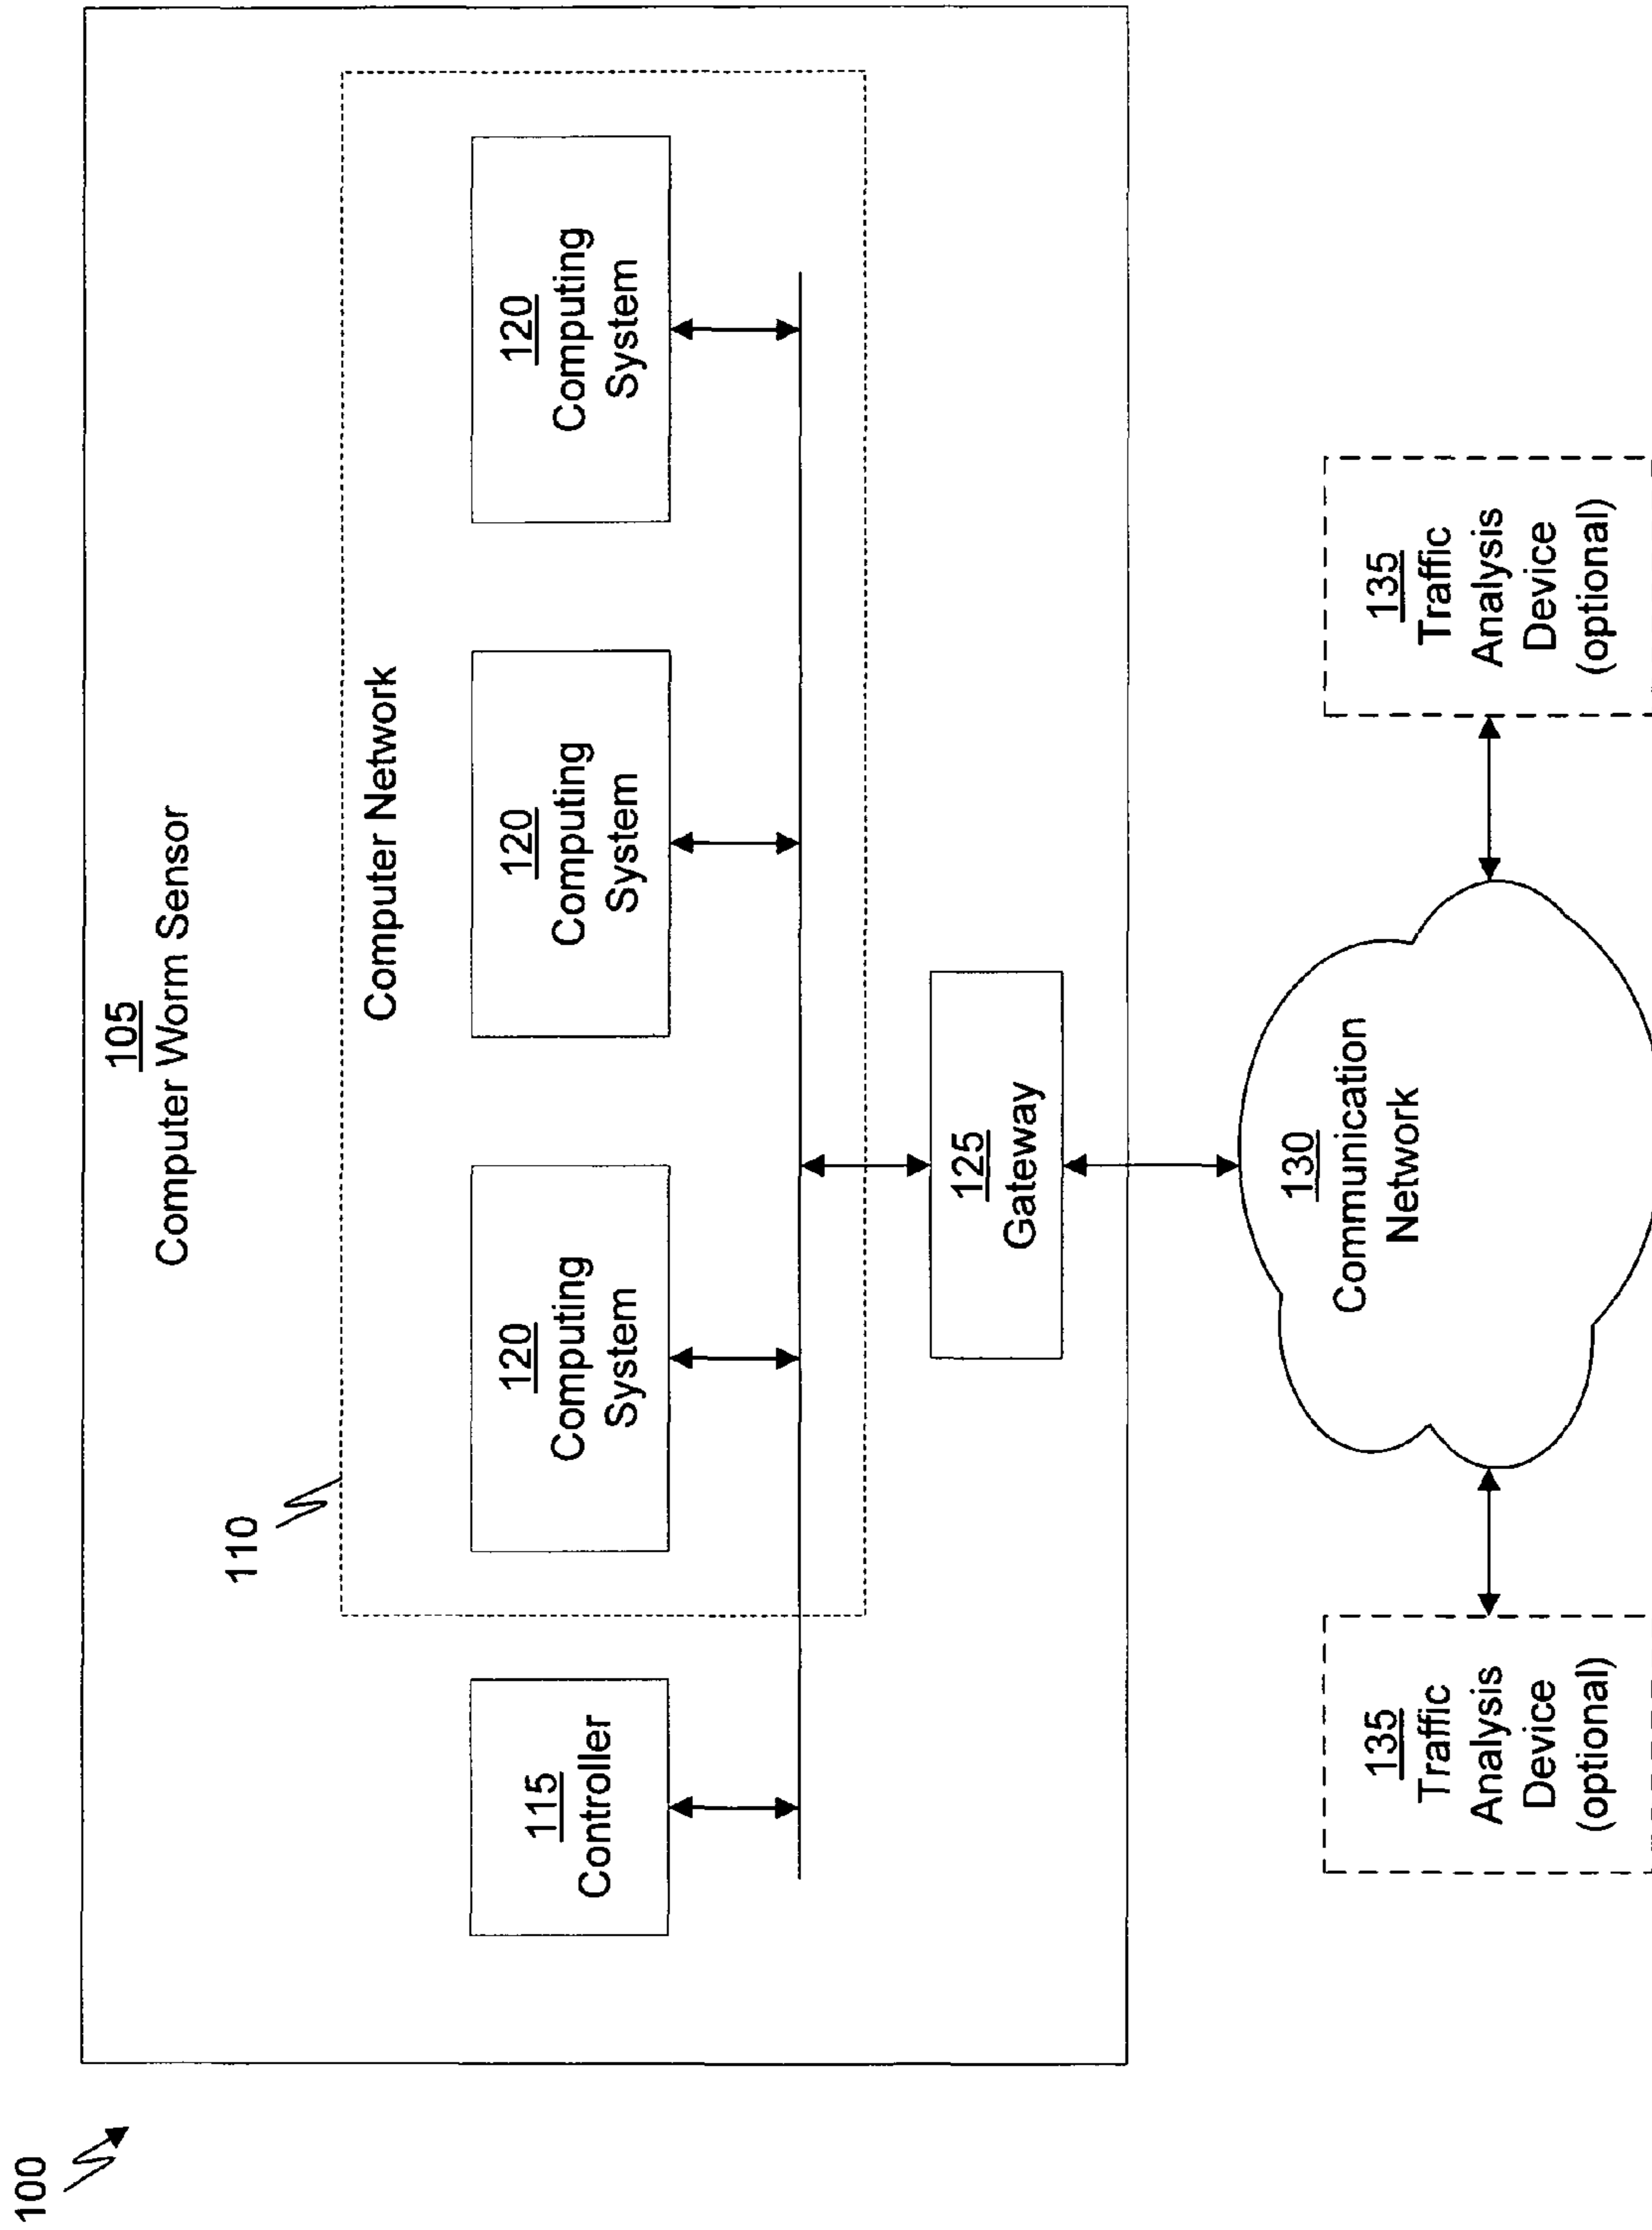 100
105
Computer Worm Sensor
110
Computer Network
115
Controller
120
Computing
System
120
Computing
System
120
Computing
System
125
Gateway
135
Traffic
Analysis
Device
(optional)
130
Communication
Network
135
Traffic
Analysis
Device
(optional)